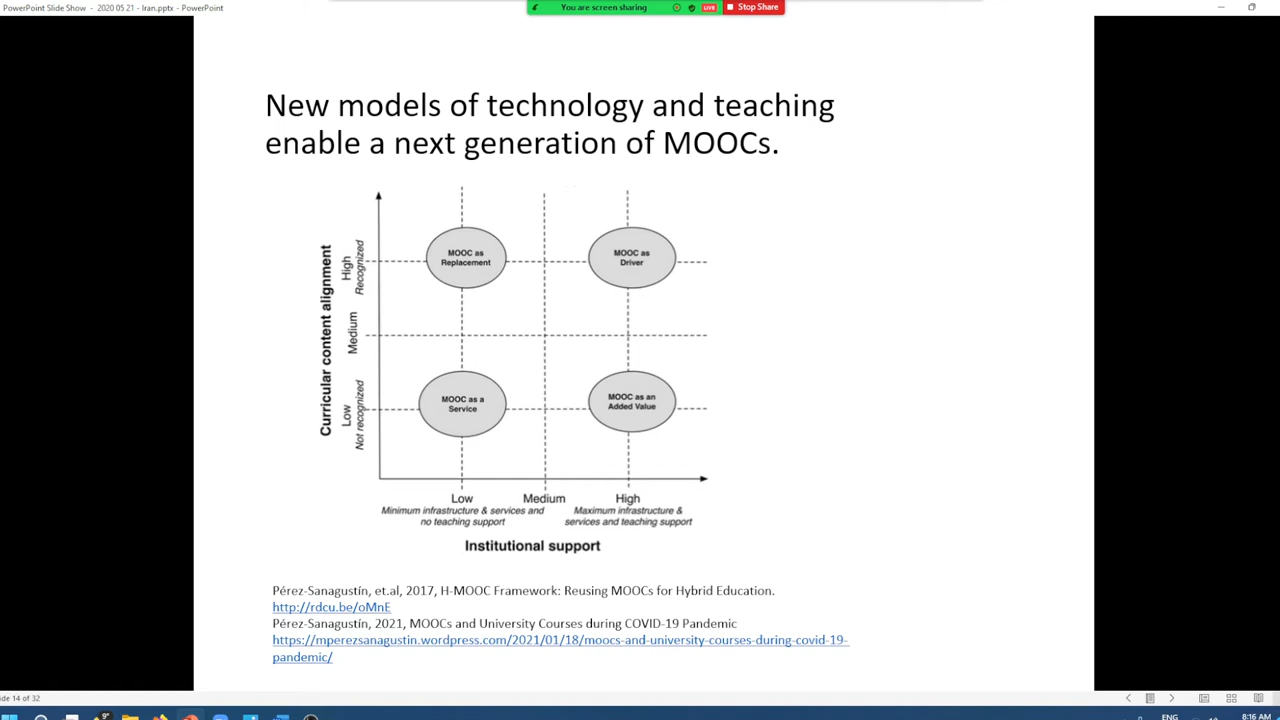 PowerPoint Slide Show - 2020 05 21 - Iran.pptx - PowerPoint
You are screen sharing
LIVE
Stop Share
New models of technology and teaching
enable a next generation of MOOCs.
Curricular content alignment
High
Recognized
Medium
Low
Not recognized
MOOC as
Replacement
MOOC as
Driver
MOOC as a
Service
MOOC as an
Added Value
Low
Minimum infrastructure & services and
no teaching support
Medium
High
Maximum infrastructure &
services and teaching support
Institutional support
Pérez-Sanagustín, et.al, 2017, H-MOOC Framework: Reusing MOOCs for Hybrid Education.
http://rdcu.be/oMnE
Pérez-Sanagustín, 2021, MOOCs and University Courses during COVID-19 Pandemic
https://mperezsanagustin.wordpress.com/2021/01/18/moocs-and-university-courses-during-covid-19-
pandemic/
lide 14 of 32
9°
ENG
8:16 AM